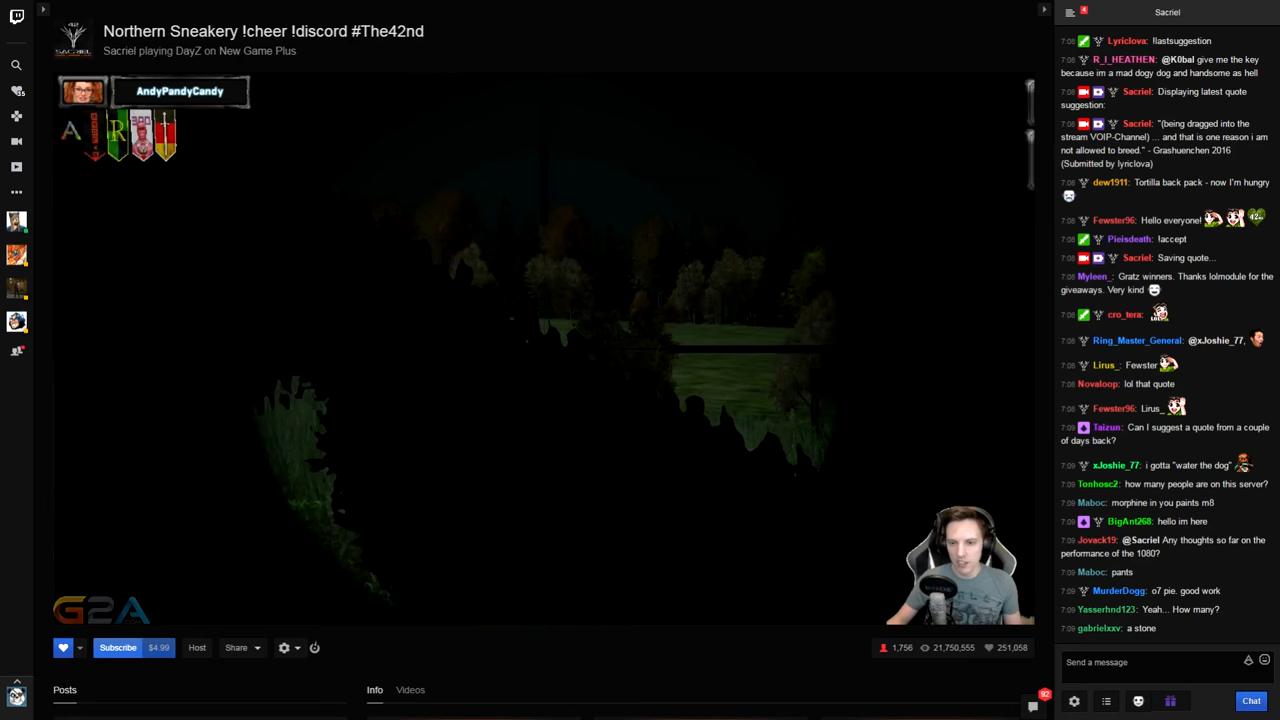 Northern Sneakery !cheer !discord #The42nd
Sacriel playing DayZ on New Game Plus
42
SACRIEL
AndyPandyCandy
A
R
G2A
.COM
Subscribe
$4.99
Host
Share
1,756
21,750,555
251,058
Posts
Info
Videos
92
4
Sacriel
7:08 Lyriclova: !lastsuggestion
7:08 R_I_HEATHEN: @K0bal give me the key
because im a mad dogy dog and handsome as hell
7:08 Sacriel: Displaying latest quote
suggestion:
7:08 Sacriel: "(being dragged into the
stream VOIP-Channel) ... and that is one reason i am
not allowed to breed." - Grashuenchen 2016
(Submitted by lyriclova)
7:08 dew1911: Tortilla back pack - now I'm hungry
7:08 Fewster96: Hello everyone!
7:08 Pieisdeath: !accept
7:08 Sacriel: Saving quote...
7:08 Myleen_: Gratz winners. Thanks lolmodule for the
giveaways. Very kind
7:08 cro_tera:
7:08 Ring_Master_General: @xJoshie_77,
7:08 Lirus_: Fewster
7:08 Novaloop: lol that quote
7:08 Fewster96: Lirus_
7:09 Taizun: Can I suggest a quote from a couple
of days back?
7:09 xJoshie_77: i gotta "water the dog"
7:09 Tonhosc2: how many people are on this server?
7:09 Maboc: morphine in you paints m8
7:09 BigAnt268: hello im here
7:09 Jovack19: @Sacriel Any thoughts so far on the
performance of the 1080?
7:09 Maboc: pants
7:09 MurderDogg: o7 pie. good work
7:09 Yasserhnd123: Yeah... How many?
7:09 gabrielxxv: a stone
Send a message
Chat